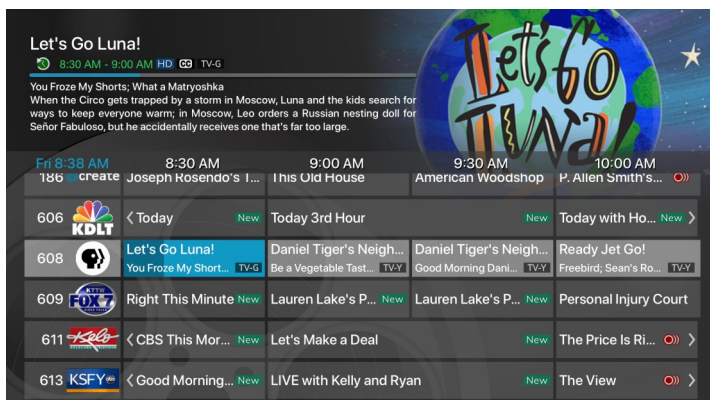 Let's Go Luna!
8:30 AM - 9:00 AM HD CC TV-G
You Froze My Shorts; What a Matryoshka
When the Circo gets trapped by a storm in Moscow, Luna and the kids search for
ways to keep everyone warm; in Moscow, Leo orders a Russian nesting doll for
Señor Fabuloso, but he accidentally receives one that's far too large.
Let's
GO
LUNA!
Fri 8:38 AM 8:30 AM 9:00 AM 9:30 AM 10:00 AM
186 create Joseph Rosendo's T... This Old House American Woodshop P. Allen Smith's...
606 KDLT Today New Today 3rd Hour New Today with Ho... New
608 Let's Go Luna! Daniel Tiger's Neigh... Daniel Tiger's Neigh... Ready Jet Go!
You Froze My Short... TV-G Be a Vegetable Tast... TV-Y Good Morning Dani... TV-Y Freebird; Sean's Ro... TV-Y
609 KTTW FOX 7 Right This Minute New Lauren Lake's P... New Lauren Lake's P... New Personal Injury Court
611 Kelo CBS This Mor... New Let's Make a Deal New The Price Is Ri...
613 KSFY abc Good Morning... New LIVE with Kelly and Ryan New The View